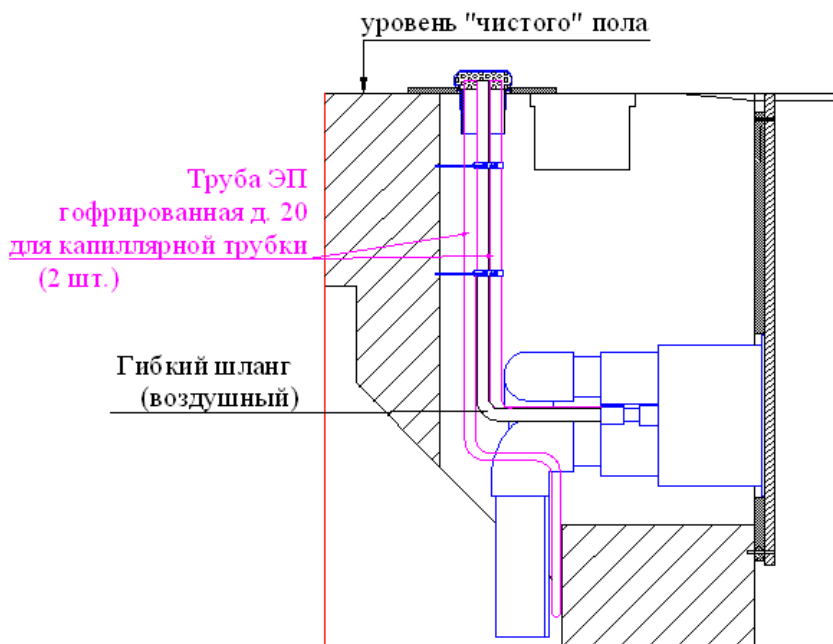 уровень "чистого" пола
Труба ЭП
гофрированная д. 20
для капиллярной трубки
(2 шт.)
Гибкий шланг
(воздушный)